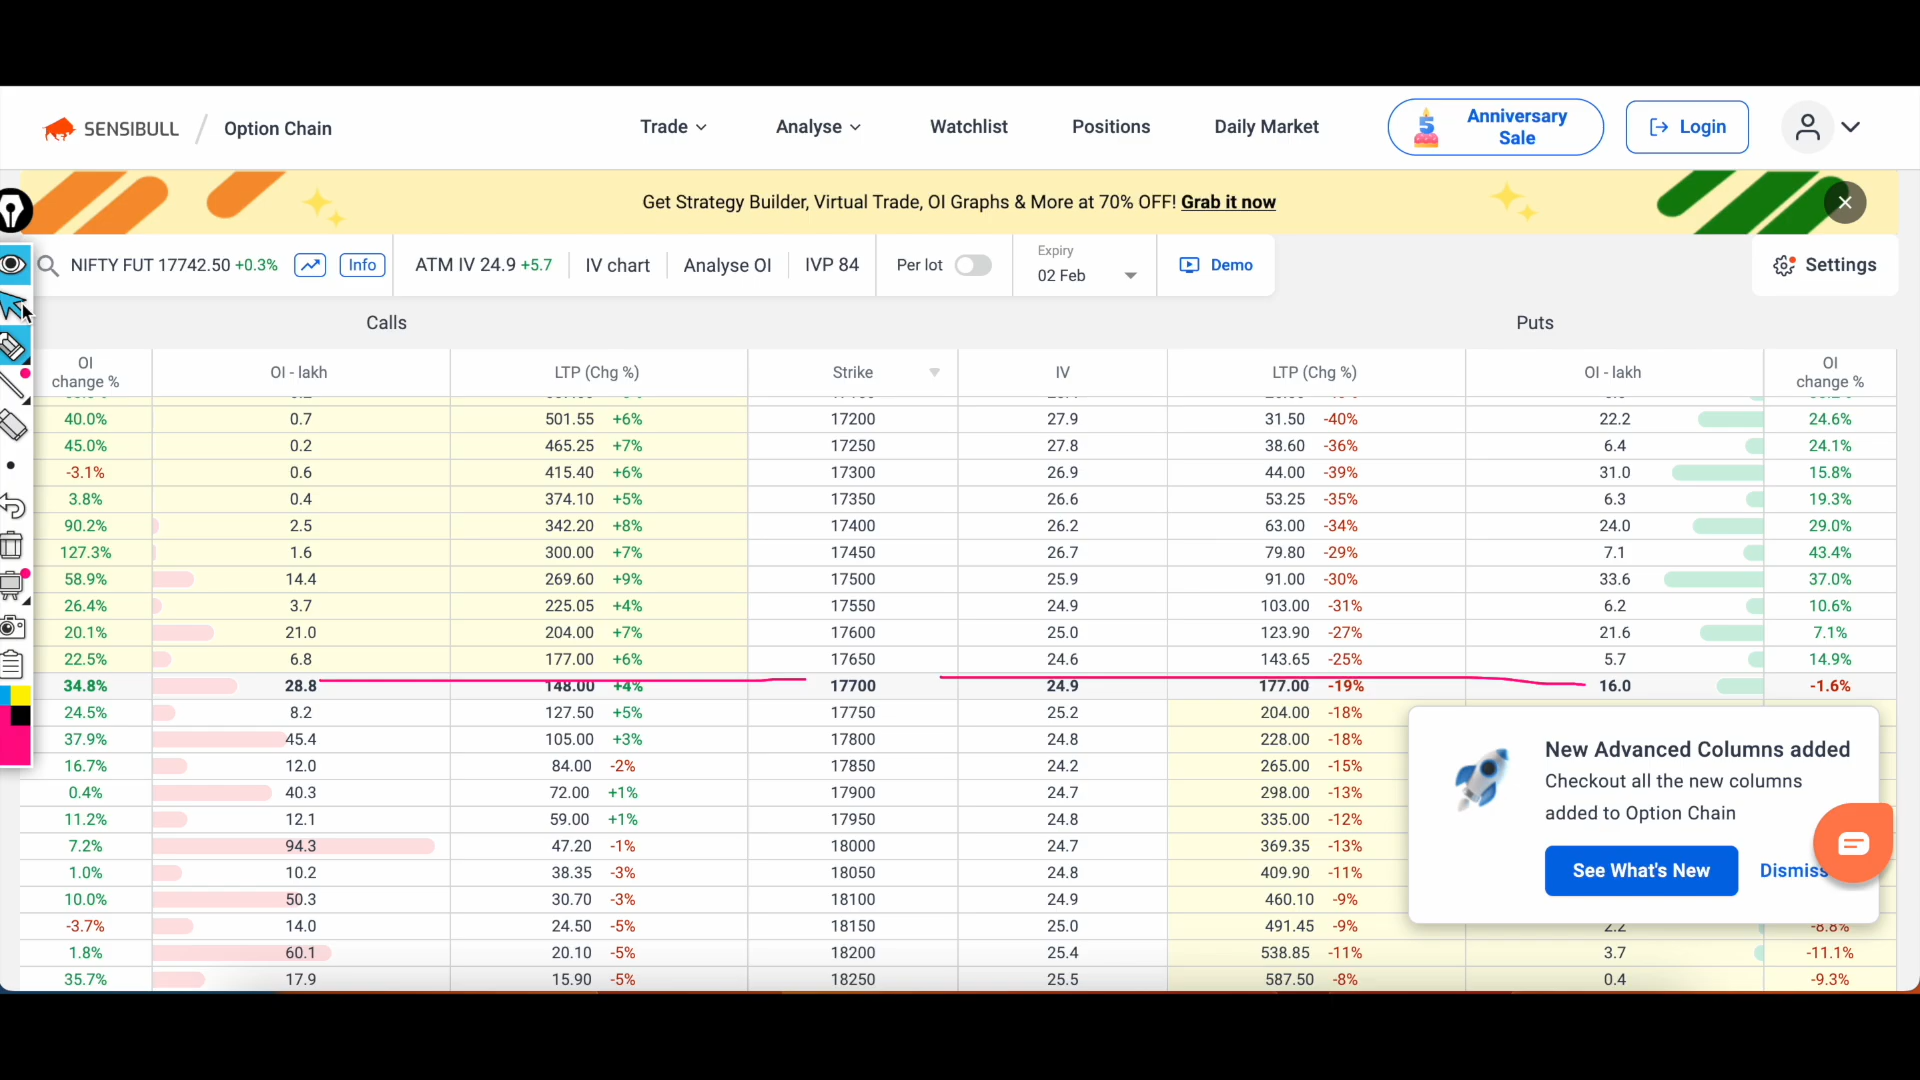 SENSIBULL / Option Chain
Trade Analyse Watchlist Positions Daily Market
5 Anniversary Sale
Login
Get Strategy Builder, Virtual Trade, OI Graphs & More at 70% OFF! Grab it now
NIFTY FUT 17742.50 +0.3% Info ATM IV 24.9 +5.7 IV chart Analyse OI IVP 84 Per lot Expiry 02 Feb Demo Settings
Calls Puts
OI change % OI - lakh LTP (Chg %) Strike IV LTP (Chg %) OI - lakh OI change %
40.0% 0.7 501.55 +6% 17200 27.9 31.50 -40% 22.2 24.6%
45.0% 0.2 465.25 +7% 17250 27.8 38.60 -36% 6.4 24.1%
-3.1% 0.6 415.40 +6% 17300 26.9 44.00 -39% 31.0 15.8%
3.8% 0.4 374.10 +5% 17350 26.6 53.25 -35% 6.3 19.3%
90.2% 2.5 342.20 +8% 17400 26.2 63.00 -34% 24.0 29.0%
127.3% 1.6 300.00 +7% 17450 26.7 79.80 -29% 7.1 43.4%
58.9% 14.4 269.60 +9% 17500 25.9 91.00 -30% 33.6 37.0%
26.4% 3.7 225.05 +4% 17550 24.9 103.00 -31% 6.2 10.6%
20.1% 21.0 204.00 +7% 17600 25.0 123.90 -27% 21.6 7.1%
22.5% 6.8 177.00 +6% 17650 24.6 143.65 -25% 5.7 14.9%
34.8% 28.8 148.00 +4% 17700 24.9 177.00 -19% 16.0 -1.6%
24.5% 8.2 127.50 +5% 17750 25.2 204.00 -18%
37.9% 45.4 105.00 +3% 17800 24.8 228.00 -18%
16.7% 12.0 84.00 -2% 17850 24.2 265.00 -15%
0.4% 40.3 72.00 +1% 17900 24.7 298.00 -13%
11.2% 12.1 59.00 +1% 17950 24.8 335.00 -12%
7.2% 94.3 47.20 -1% 18000 24.7 369.35 -13%
1.0% 10.2 38.35 -3% 18050 24.8 409.90 -11%
10.0% 50.3 30.70 -3% 18100 24.9 460.10 -9%
-3.7% 14.0 24.50 -5% 18150 25.0 491.45 -9% 2.2 -8.8%
1.8% 60.1 20.10 -5% 18200 25.4 538.85 -11% 3.7 -11.1%
35.7% 17.9 15.90 -5% 18250 25.5 587.50 -8% 0.4 -9.3%
New Advanced Columns added
Checkout all the new columns
added to Option Chain
See What's New Dismiss